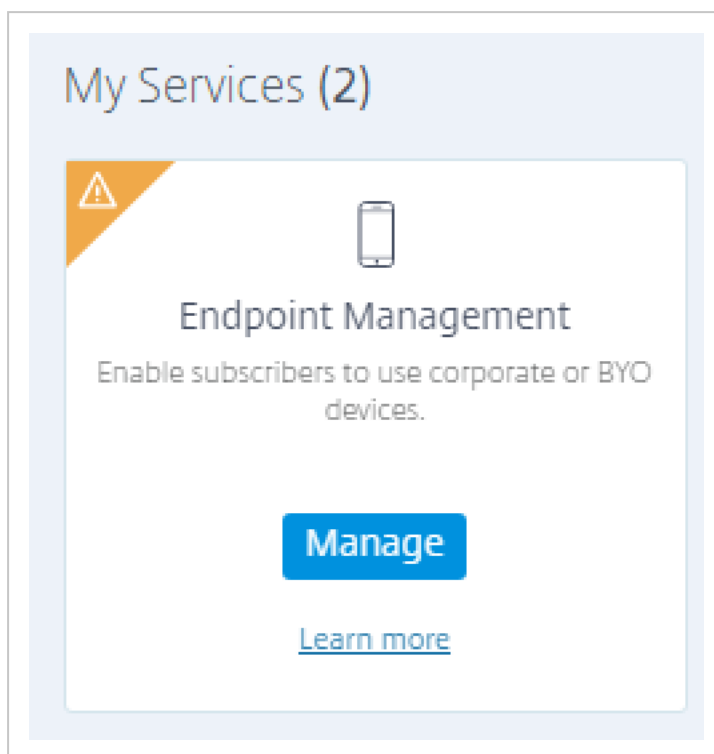 My Services (2)
Endpoint Management
Enable subscribers to use corporate or BYO
devices.
Manage
Learn more